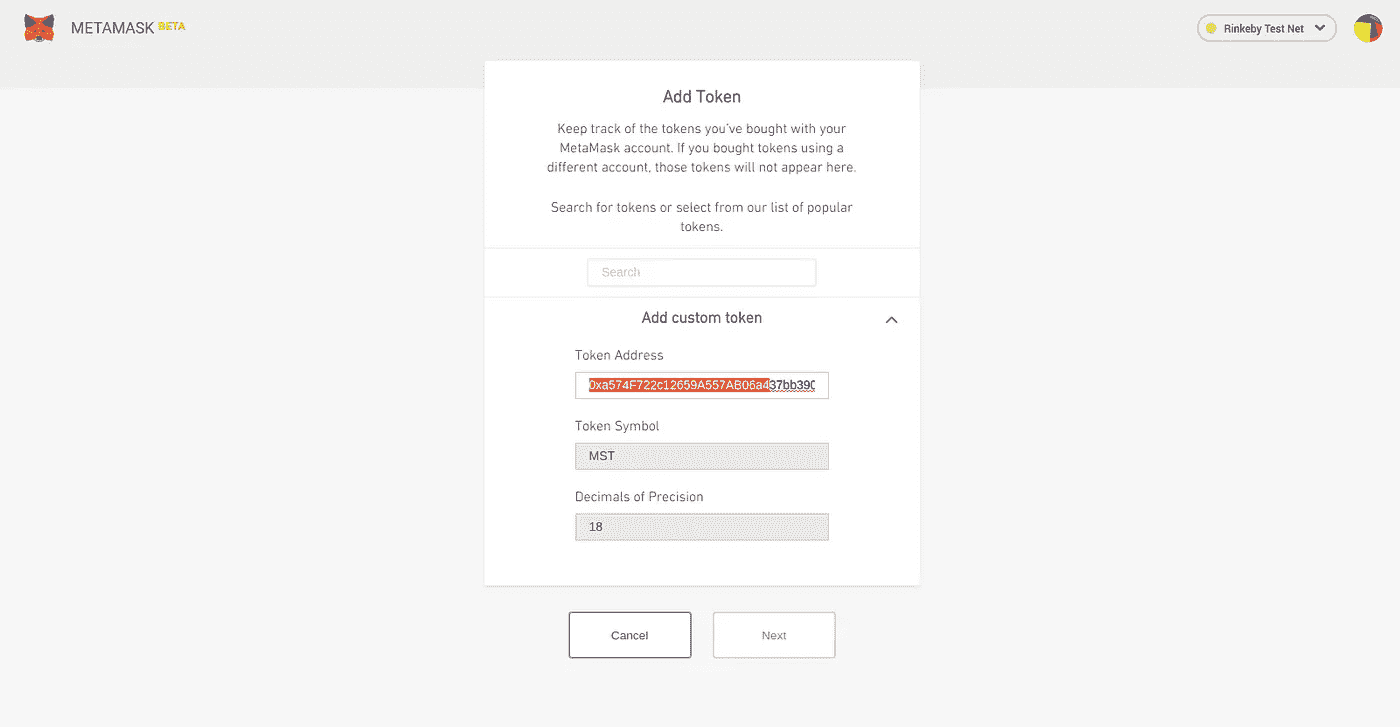 METAMASK BETA
Rinkeby Test Net
Add Token
Keep track of the tokens you've bought with your
MetaMask account. If you bought tokens using a
different account, those tokens will not appear here.
Search for tokens or select from our list of popular
tokens.
Search
Add custom token
Token Address
0xa574F722c12659A557AB06a437bb390
Token Symbol
MST
Decimals of Precision
18
Cancel
Next